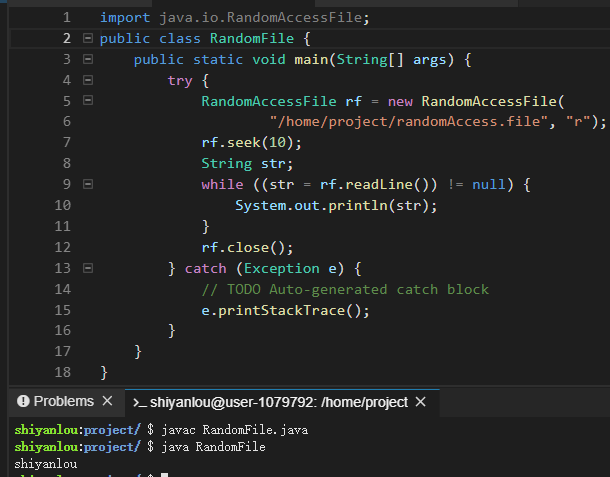 1 import java.io.RandomAccessFile;
2 public class RandomFile {
3 public static void main(String[] args) {
4 try {
5 RandomAccessFile rf = new RandomAccessFile(
6 "/home/project/randomAccess.file", "r");
7 rf.seek(10);
8 String str;
9 while ((str = rf.readLine()) != null) {
10 System.out.println(str);
11 }
12 rf.close();
13 } catch (Exception e) {
14 // TODO Auto-generated catch block
15 e.printStackTrace();
16 }
17 }
18 }
Problems × >_ shiyanlou@user-1079792: /home/project ×
shiyanlou:project/ $ javac RandomFile.java
shiyanlou:project/ $ java RandomFile
shiyanlou
shiyanlou:project/ $